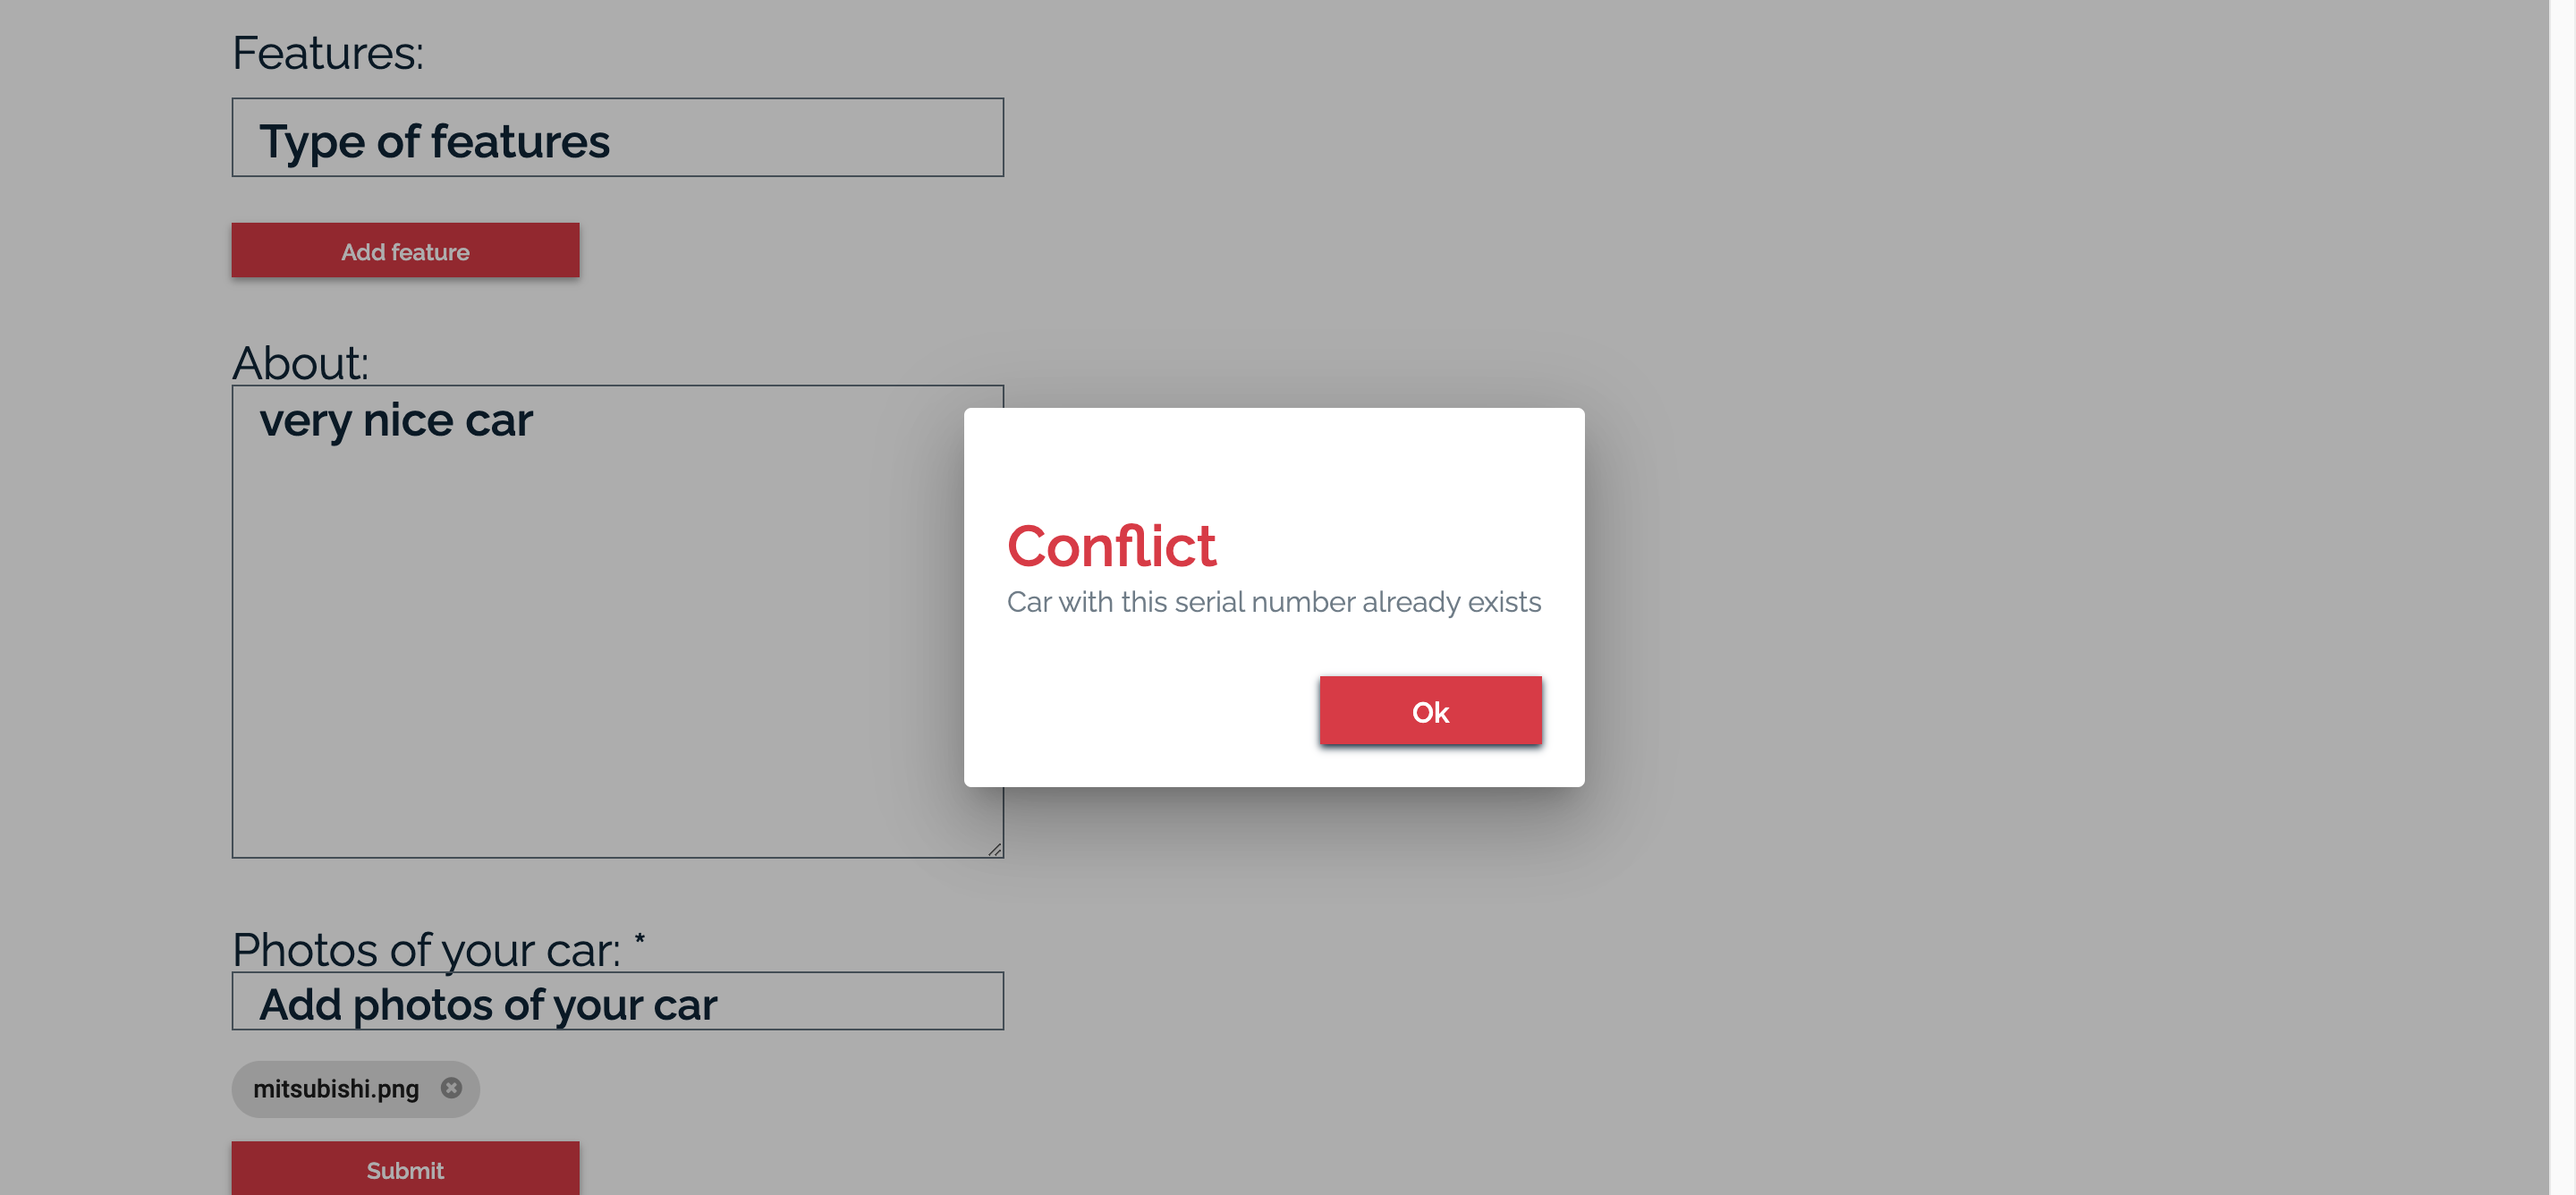 Features:
Type of features
Add feature
About:
very nice car
Conflict
Car with this serial number already exists
Ok
Photos of your car: *
Add photos of your car
mitsubishi.png
Submit